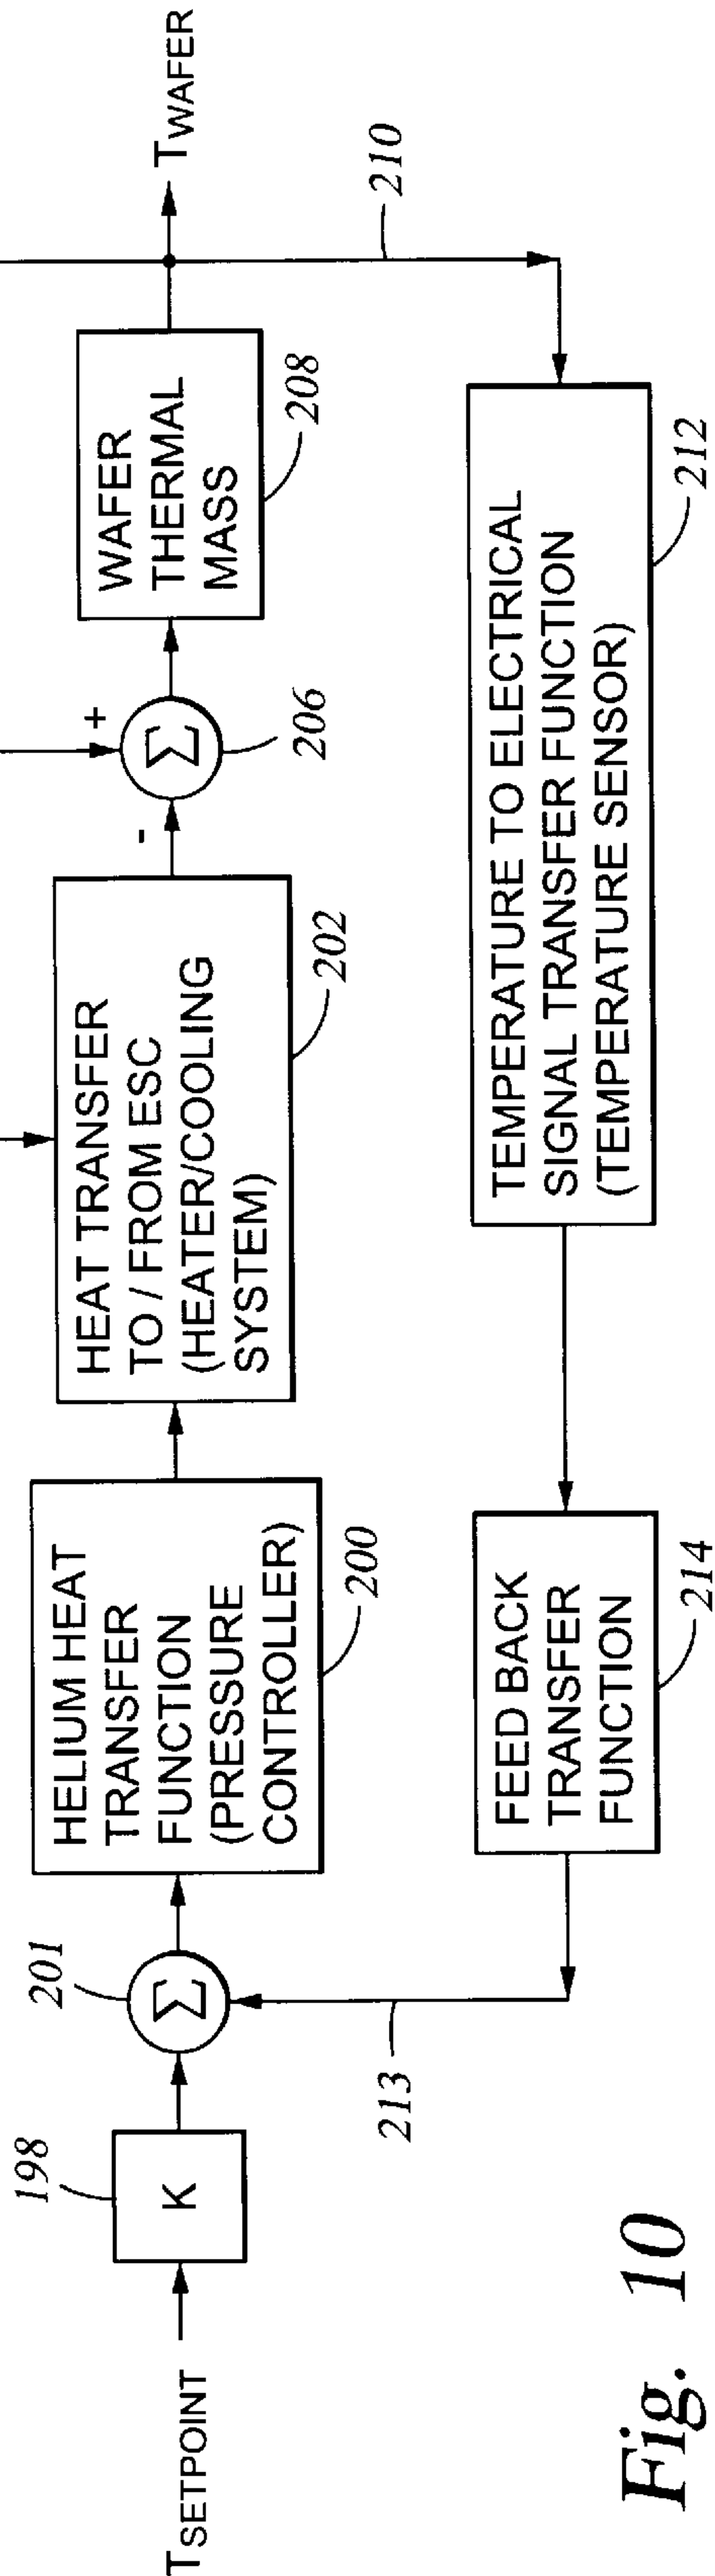 TSETPOINT
198
K
201
Σ
HELIUM HEAT
TRANSFER
FUNCTION
(PRESSURE
CONTROLLER)
200
HEAT TRANSFER
TO / FROM ESC
(HEATER/COOLING
SYSTEM)
202
-
+
Σ
206
WAFER
THERMAL
MASS
208
TWAFER
210
TEMPERATURE TO ELECTRICAL
SIGNAL TRANSFER FUNCTION
(TEMPERATURE SENSOR)
212
FEED BACK
TRANSFER
FUNCTION
214
213
Fig. 10